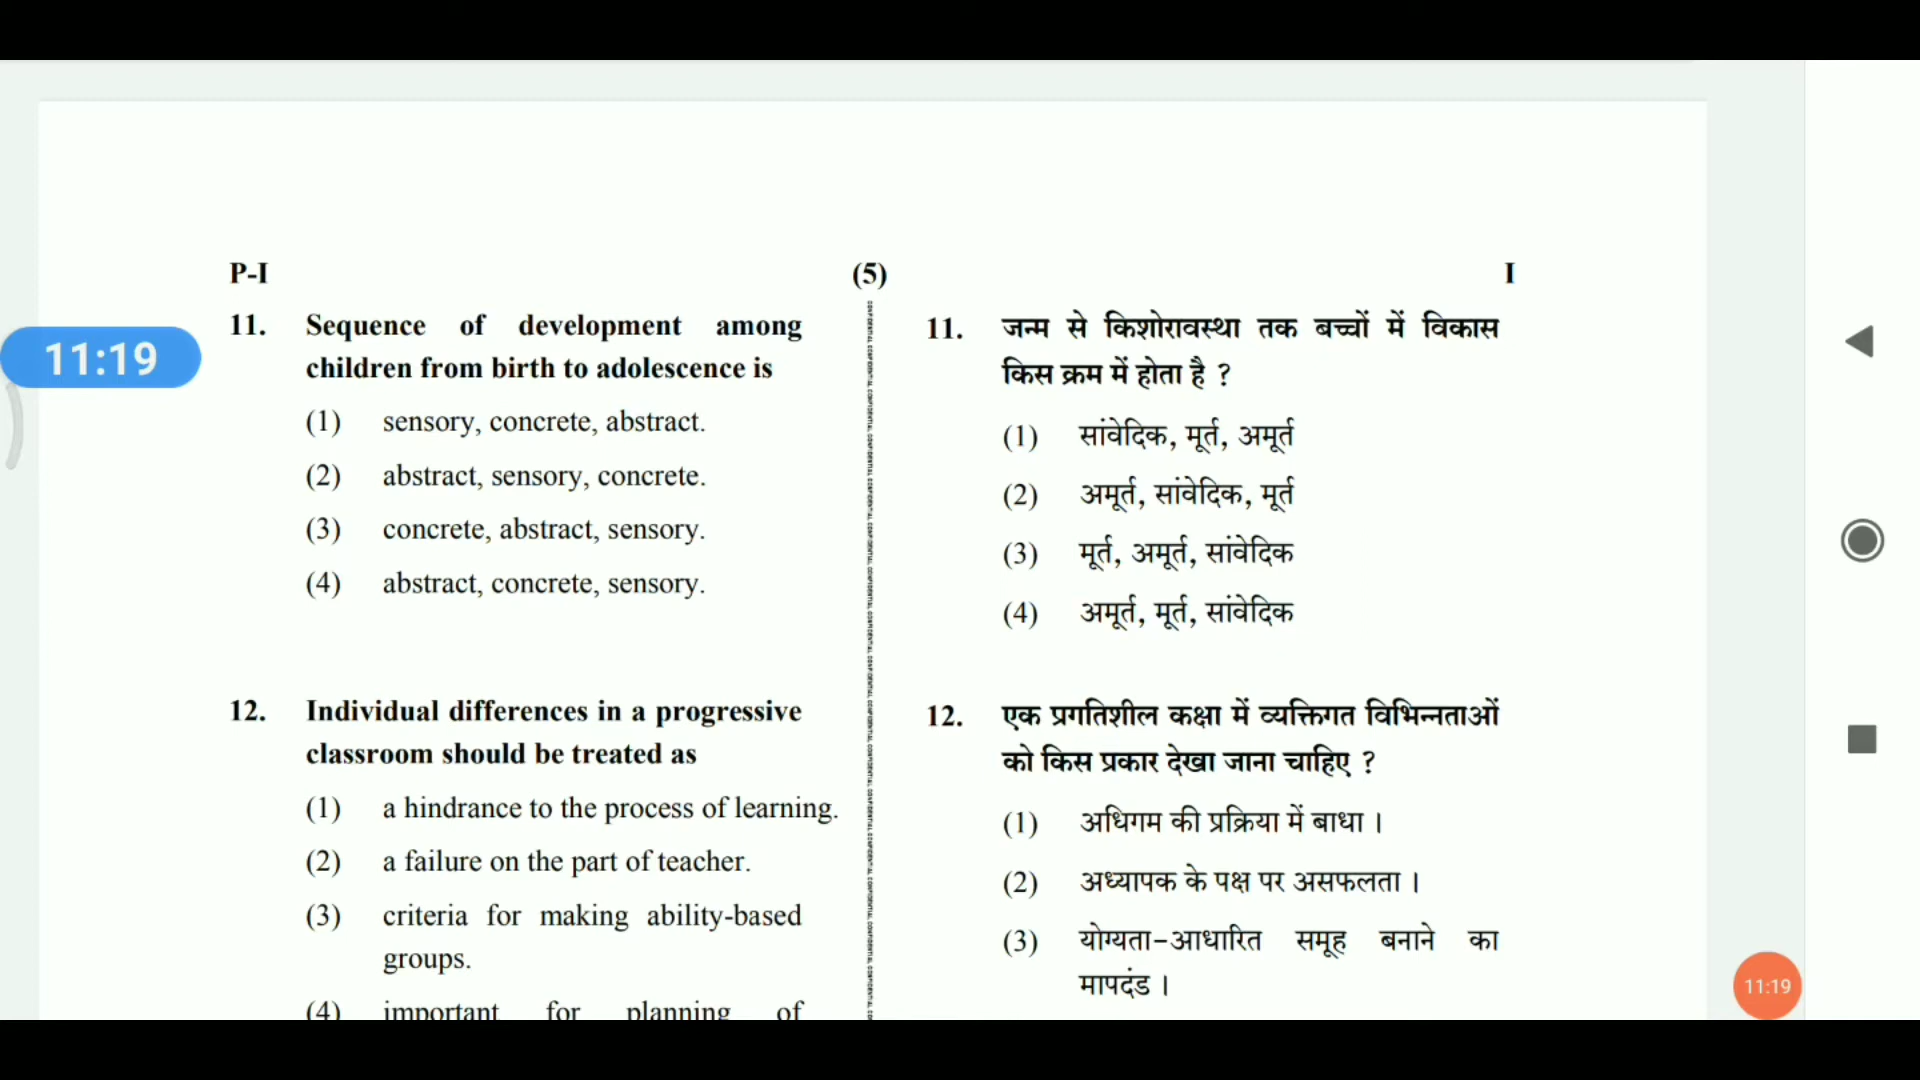 P-I
(5)
I
11. Sequence of development among
children from birth to adolescence is
(1) sensory, concrete, abstract.
(2) abstract, sensory, concrete.
(3) concrete, abstract, sensory.
(4) abstract, concrete, sensory.
12. Individual differences in a progressive
classroom should be treated as
(1) a hindrance to the process of learning.
(2) a failure on the part of teacher.
(3) criteria for making ability-based
groups.
(4) important for planning of
11. जन्म से किशोरावस्था तक बच्चों में विकास
किस क्रम में होता है ?
(1) सांवेदिक, मूर्त, अमूर्त
(2) अमूर्त, सांवेदिक, मूर्त
(3) मूर्त, अमूर्त, सांवेदिक
(4) अमूर्त, मूर्त, सांवेदिक
12. एक प्रगतिशील कक्षा में व्यक्तिगत विभिन्नताओं
को किस प्रकार देखा जाना चाहिए ?
(1) अधिगम की प्रक्रिया में बाधा ।
(2) अध्यापक के पक्ष पर असफलता ।
(3) योग्यता-आधारित समूह बनाने का
मापदंड ।
11:19
11:19